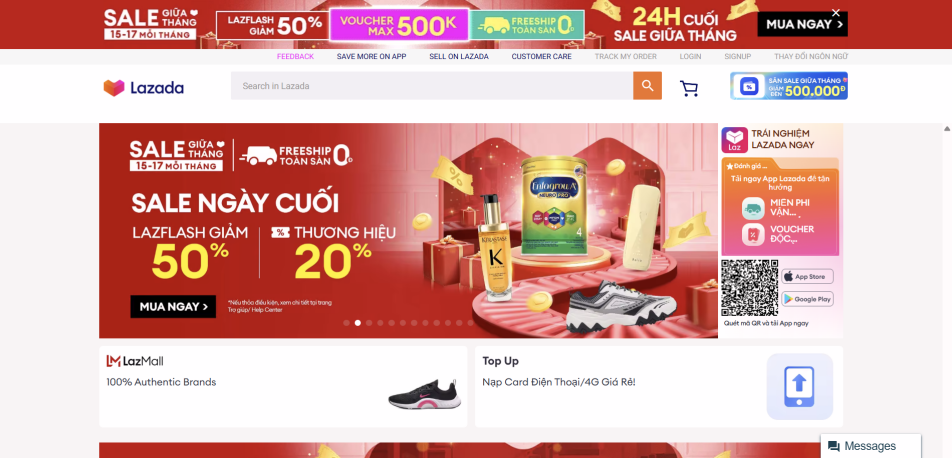 SALE GIỮA THÁNG
15-17 MỖI THÁNG
LAZFLASH GIẢM 50%
VOUCHER MAX 500K
FREESHIP TOÀN SÀN 0Đ
24H CUỐI
SALE GIỮA THÁNG
MUA NGAY >
FEEDBACK
SAVE MORE ON APP
SELL ON LAZADA
CUSTOMER CARE
TRACK MY ORDER
LOGIN
SIGNUP
THAY ĐỔI NGÔN NGỮ
Lazada
Search in Lazada
SĂN SALE GIỮA THÁNG
GIẢM ĐẾN 500.000Đ
SALE GIỮA THÁNG
15-17 MỖI THÁNG
FREESHIP TOÀN SÀN 0Đ
SALE NGÀY CUỐI
LAZFLASH GIẢM
50%
THƯƠNG HIỆU
20%
MUA NGAY >
*Nếu thỏa điều kiện, xem chi tiết tại trang
Trợ giúp/ Help Center
%
Enfagrow A+
NEUROPRO
4
KÉRASTASE
K
Laz
TRẢI NGHIỆM
LAZADA NGAY
Đánh giá ...
Tải ngay App Lazada để tận
hưởng
MIỄN PHÍ
VẬN...
VOUCHER
ĐỘC...
App Store
Google Play
Quét mã QR và tải App ngay
LazMall
100% Authentic Brands
Top Up
Nạp Card Điện Thoại/4G Giá Rẻ!
Messages